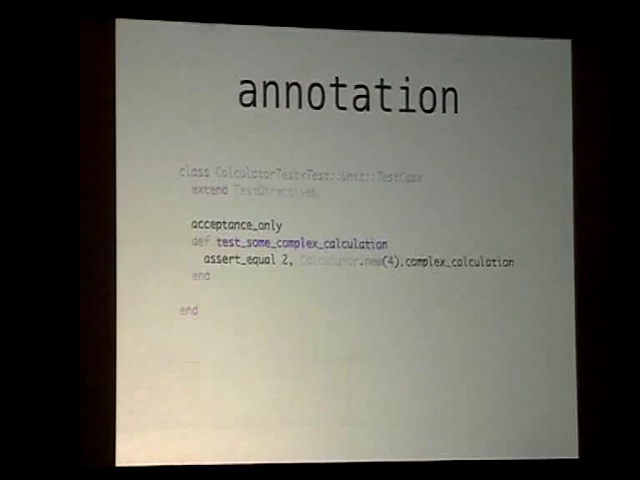 annotation
class CalculatorTest<Test::Unit::TestCase
extend TestDirectives
acceptance_only
def test_some_complex_calculation
assert_equal 2, Calculator.new(4).complex_calculation
end
end